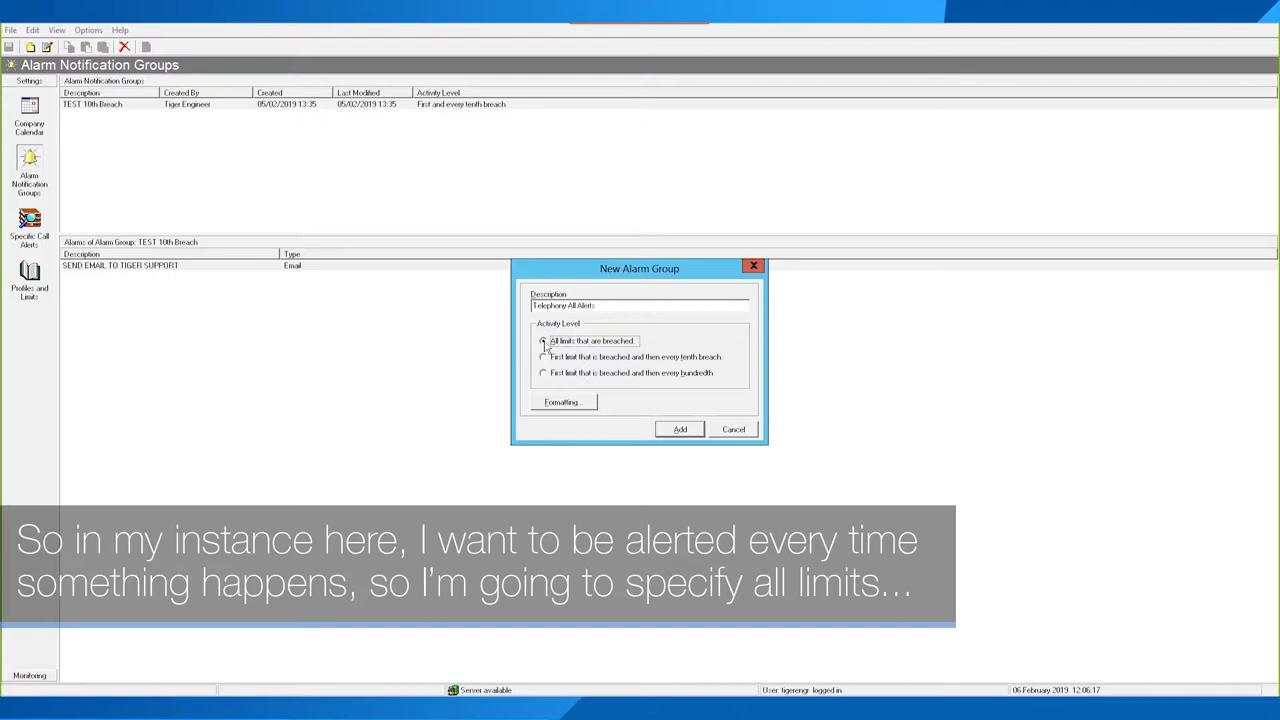 File Edit View Options Help
Alarm Notification Groups
Settings
Company
Calendar
Alarm
Notification
Groups
Specific Call
Alerts
Profiles and
Limits
Monitoring
Alarm Notification Groups
Description Created By Created Last Modified Activity Level
TEST 10th Breach Tiger Engineer 05/02/2019 13:35 05/02/2019 13:35 First and every tenth breach
Alarms of Alarm Group: TEST 10th Breach
Description Type
SEND EMAIL TO TIGER SUPPORT Email
New Alarm Group
Description
Telephony All Alerts
Activity Level
All limits that are breached.
First limit that is breached and then every tenth breach.
First limit that is breached and then every hundredth
Formatting...
Add Cancel
So in my instance here, I want to be alerted every time
something happens, so I'm going to specify all limits...
Server available User: tigerengr logged in 06 February 2019 12:06:17